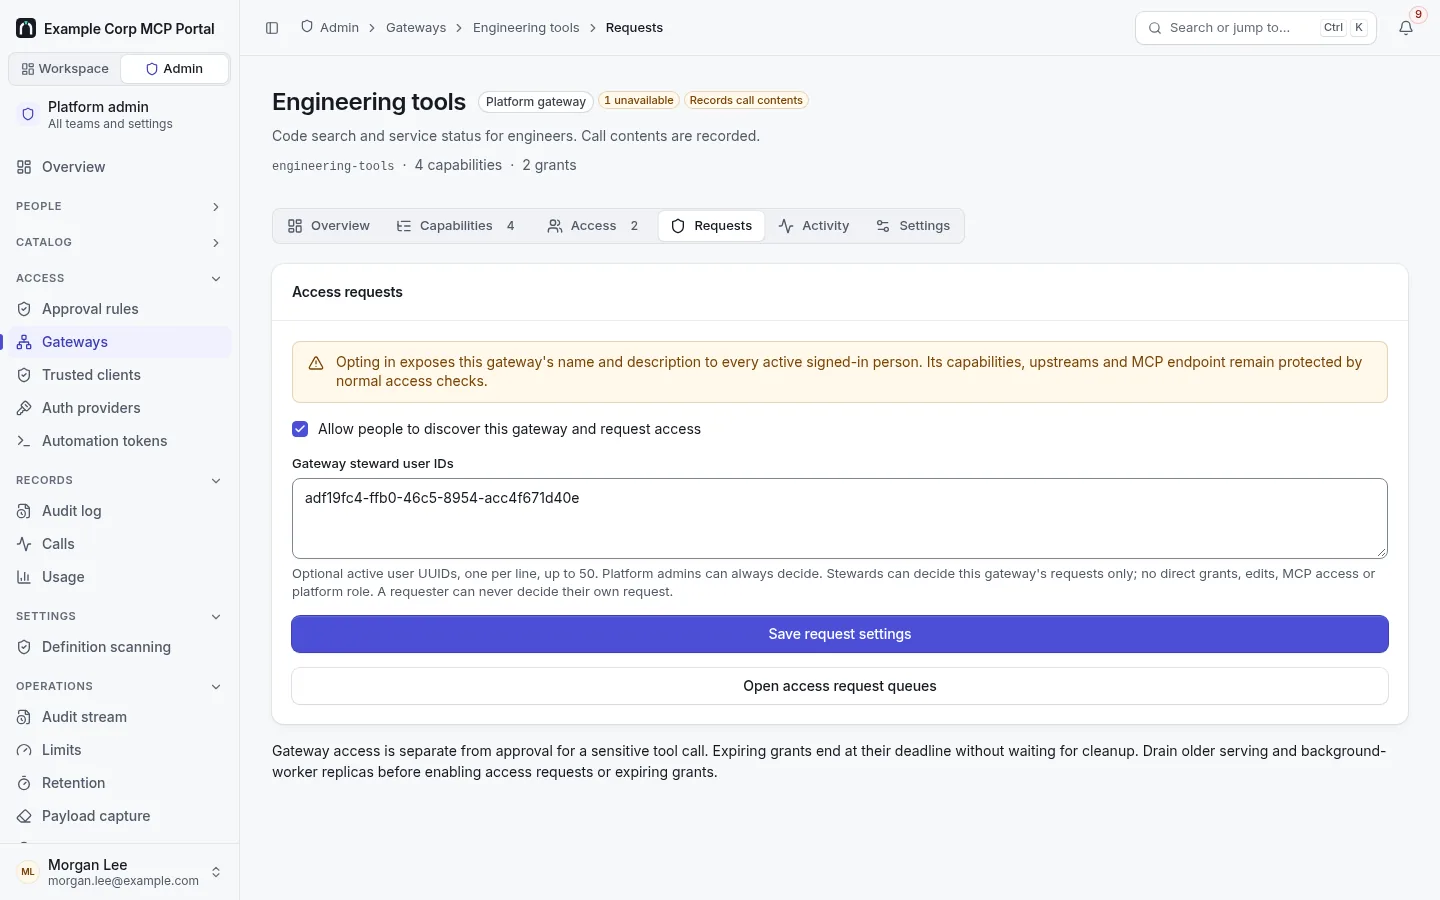 Example Corp MCP Portal
Workspace
Admin
Platform admin
All teams and settings
Overview
PEOPLE
CATALOG
ACCESS
Approval rules
Gateways
Trusted clients
Auth providers
Automation tokens
RECORDS
Audit log
Calls
Usage
SETTINGS
Definition scanning
OPERATIONS
Audit stream
Limits
Retention
Payload capture
ML
Morgan Lee
morgan.lee@example.com
Admin
Gateways
Engineering tools
Requests
Search or jump to...
Ctrl
K
9
Engineering tools
Platform gateway
1 unavailable
Records call contents
Code search and service status for engineers. Call contents are recorded.
engineering-tools · 4 capabilities · 2 grants
Overview
Capabilities 4
Access 2
Requests
Activity
Settings
Access requests
Opting in exposes this gateway's name and description to every active signed-in person. Its capabilities, upstreams and MCP endpoint remain protected by
normal access checks.
Allow people to discover this gateway and request access
Gateway steward user IDs
adf19fc4-ffb0-46c5-8954-acc4f671d40e
Optional active user UUIDs, one per line, up to 50. Platform admins can always decide. Stewards can decide this gateway's requests only; no direct grants, edits, MCP access or
platform role. A requester can never decide their own request.
Save request settings
Open access request queues
Gateway access is separate from approval for a sensitive tool call. Expiring grants end at their deadline without waiting for cleanup. Drain older serving and background-
worker replicas before enabling access requests or expiring grants.